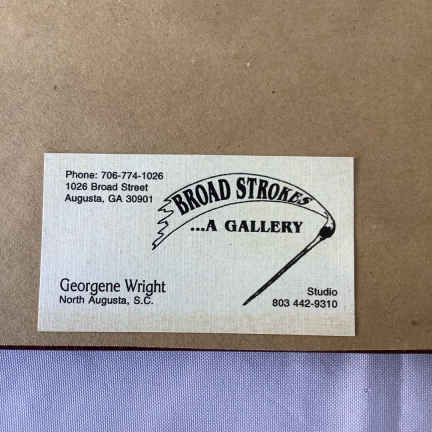 Phone: 706-774-1026
1026 Broad Street
Augusta, GA 30901
BROAD STROKES
...A GALLERY
Georgene Wright
North Augusta, S.C.
Studio
803 442-9310